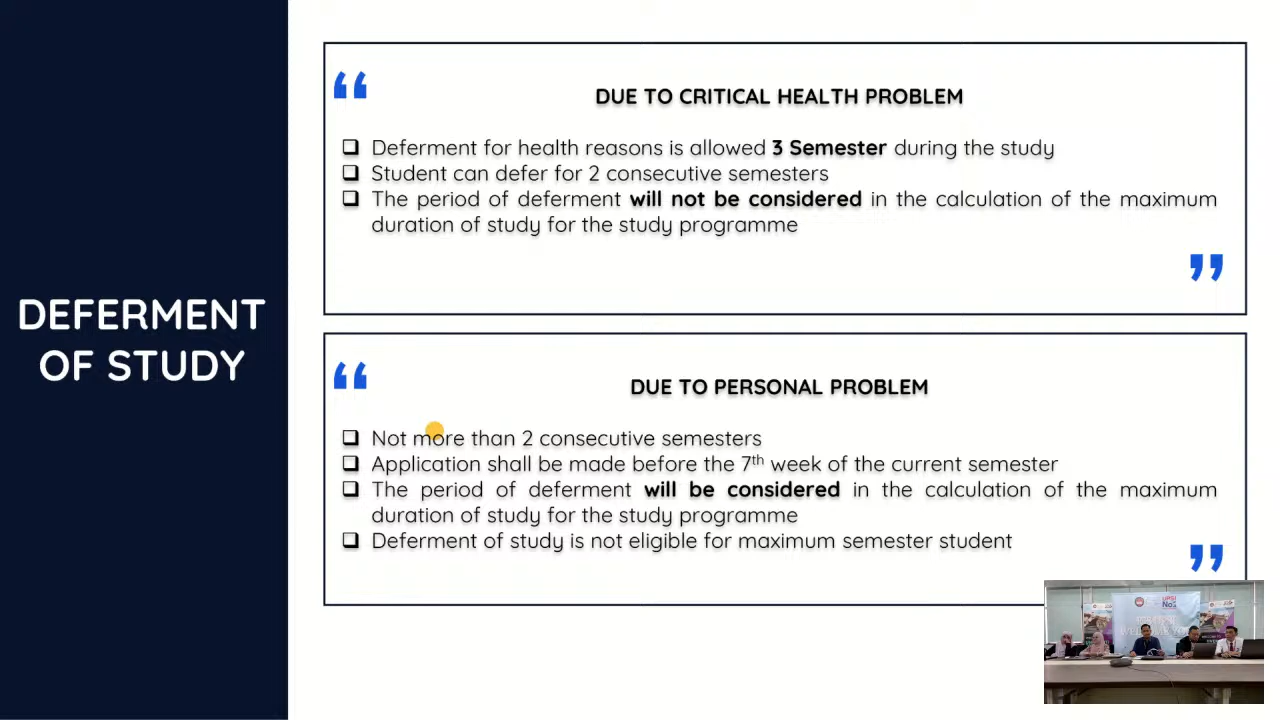 DEFERMENT
OF STUDY
DUE TO CRITICAL HEALTH PROBLEM
Deferment for health reasons is allowed 3 Semester during the study
Student can defer for 2 consecutive semesters
The period of deferment will not be considered in the calculation of the maximum
duration of study for the study programme
DUE TO PERSONAL PROBLEM
Not more than 2 consecutive semesters
Application shall be made before the 7th week of the current semester
The period of deferment will be considered in the calculation of the maximum
duration of study for the study programme
Deferment of study is not eligible for maximum semester student